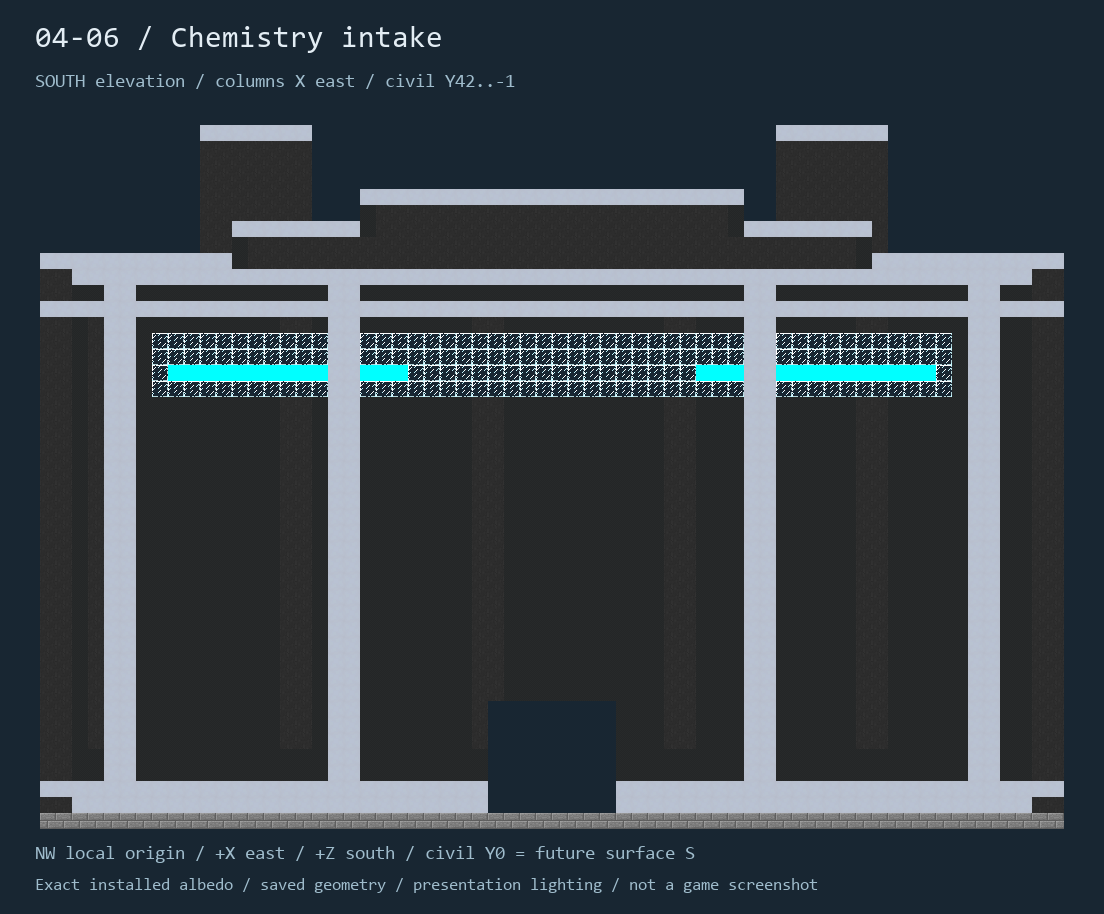 04-06 / Chemistry intake
SOUTH elevation / columns X east / civil Y42..-1
NW local origin / +X east / +Z south / civil Y0 = future surface S
Exact installed albedo / saved geometry / presentation lighting / not a game screenshot